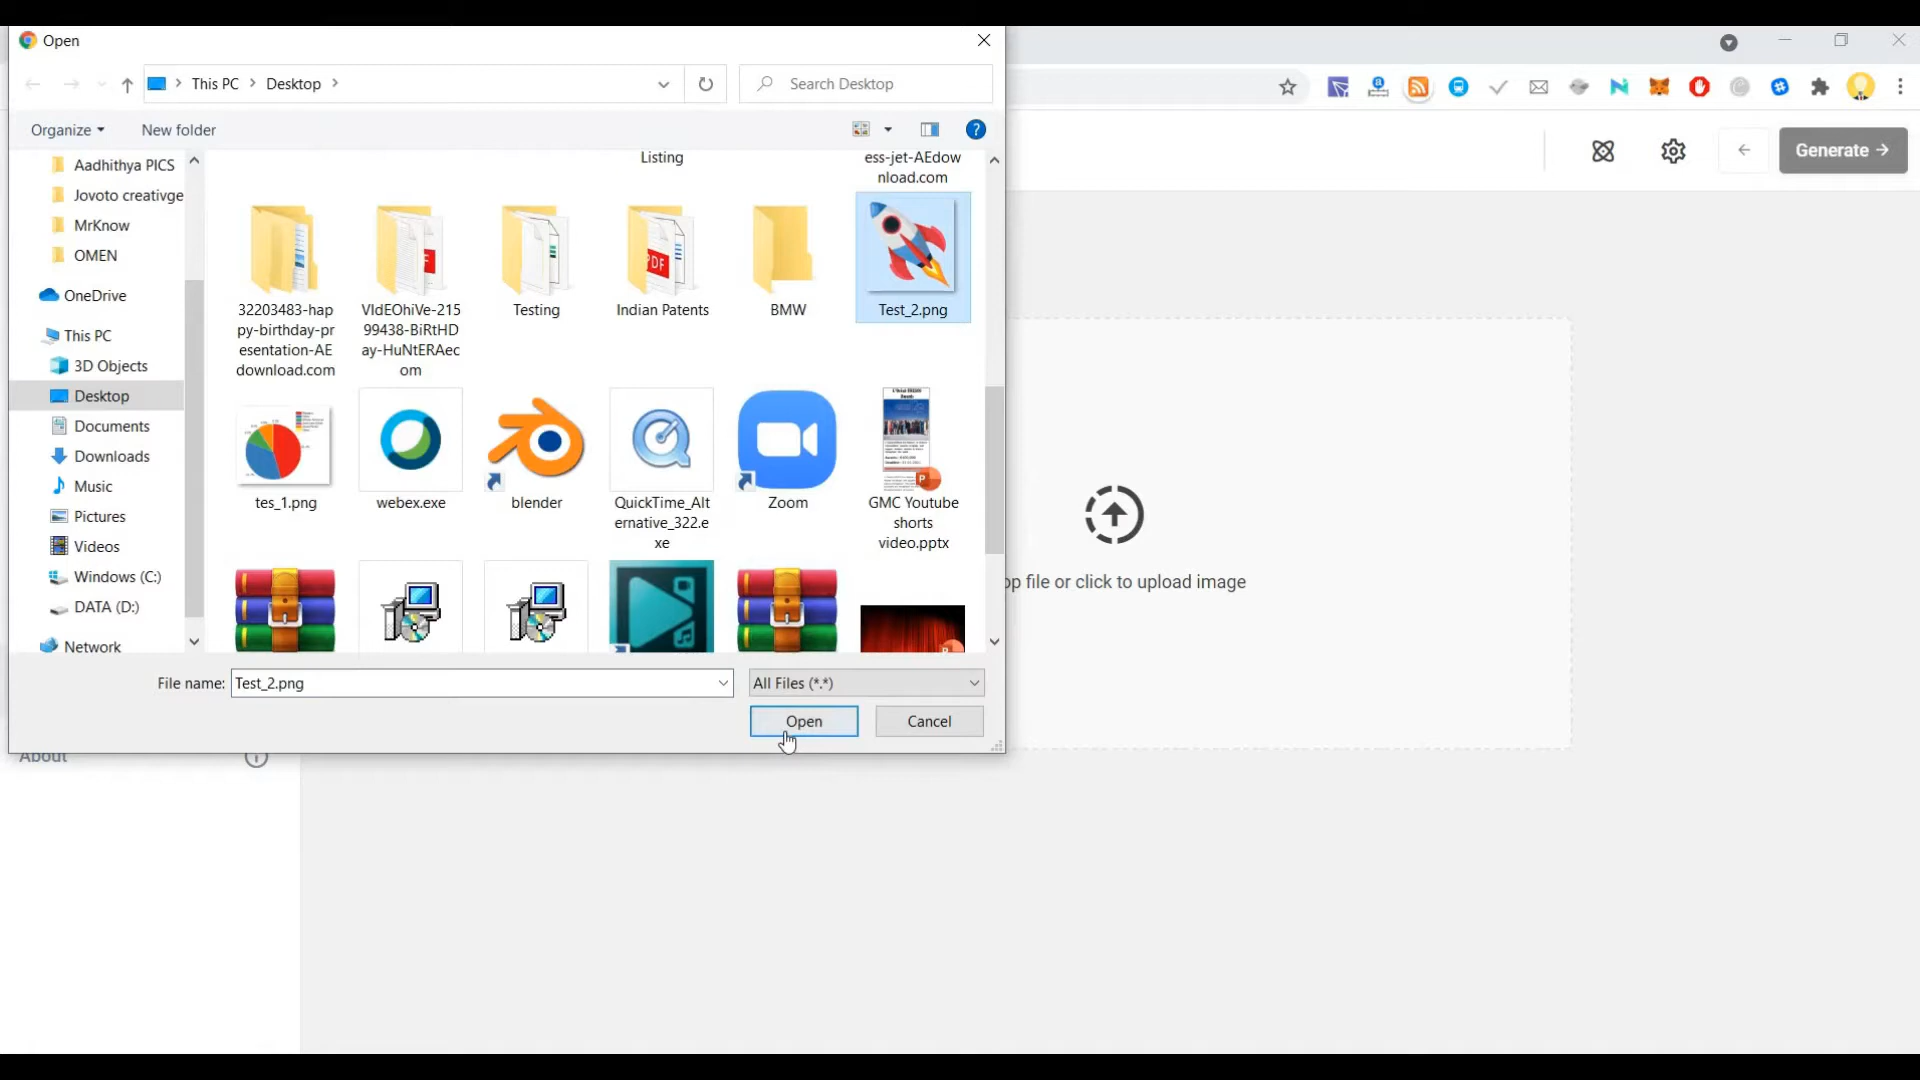 Open
This PC
Desktop
Search Desktop
Organize
New folder
Generate
Aadhithya PICS
Jovoto creativge
MrKnow
OMEN
OneDrive
This PC
3D Objects
Desktop
Documents
Downloads
Music
Pictures
Videos
Windows (C:)
DATA (D:)
Network
Listing
ess-jet-AEdow
nload.com
32203483-hap
py-birthday-pr
esentation-AE
download.com
VIdEOhiVe-215
99438-BiRtHD
ay-HuNtERAec
om
Testing
PDF
Indian Patents
BMW
Test_2.png
tes_1.png
webex.exe
blender
QuickTime_Alt
ernative_322.e
xe
Zoom
GMC Youtube
shorts
video.pptx
op file or click to upload image
File name:
Test_2.png
All Files (*.*)
Open
Cancel
About